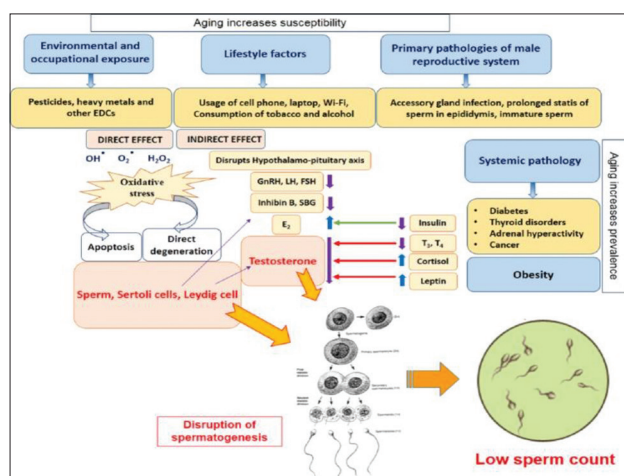 Aging increases susceptibility
Environmental and
occupational exposure
Lifestyle factors
Primary pathologies of male
reproductive system
Pesticides, heavy metals and
other EDCs
Usage of cell phone, laptop, Wi-Fi,
Consumption of tobacco and alcohol
Accessory gland infection, prolonged statis of
sperm in epididymis, immature sperm
DIRECT EFFECT
INDIRECT EFFECT
OH• O₂• H₂O₂
Oxidative
stress
Apoptosis
Direct
degeneration
Sperm, Sertoli cells, Leydig cell
Disrupts Hypothalamo-pituitary axis
GnRH, LH, FSH
Inhibin B, SBG
E₂
Testosterone
Insulin
T₃, T₄
Cortisol
Leptin
Systemic pathology
• Diabetes
• Thyroid disorders
• Adrenal hyperactivity
• Cancer
Obesity
Aging increases prevalence
Disruption of
spermatogenesis
Low sperm count